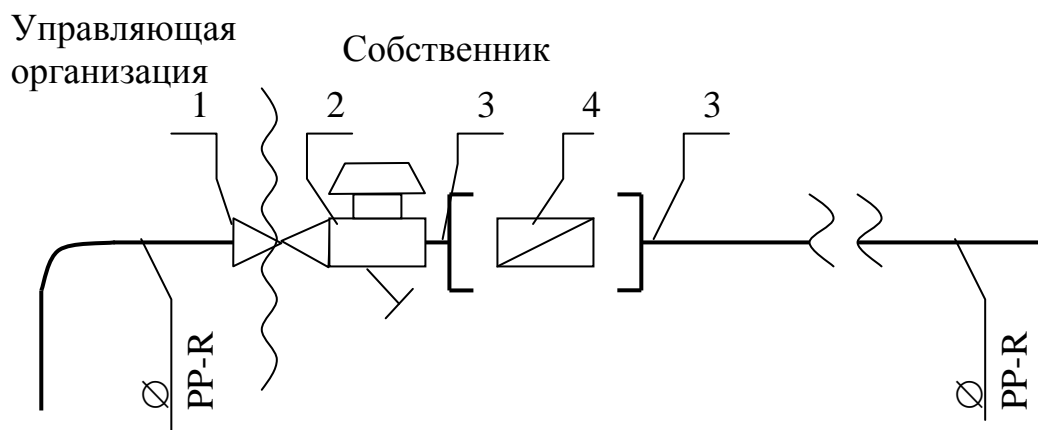 Управляющая
организация
Собственник
1
2
3
4
3
∅ PP-R
∅ PP-R